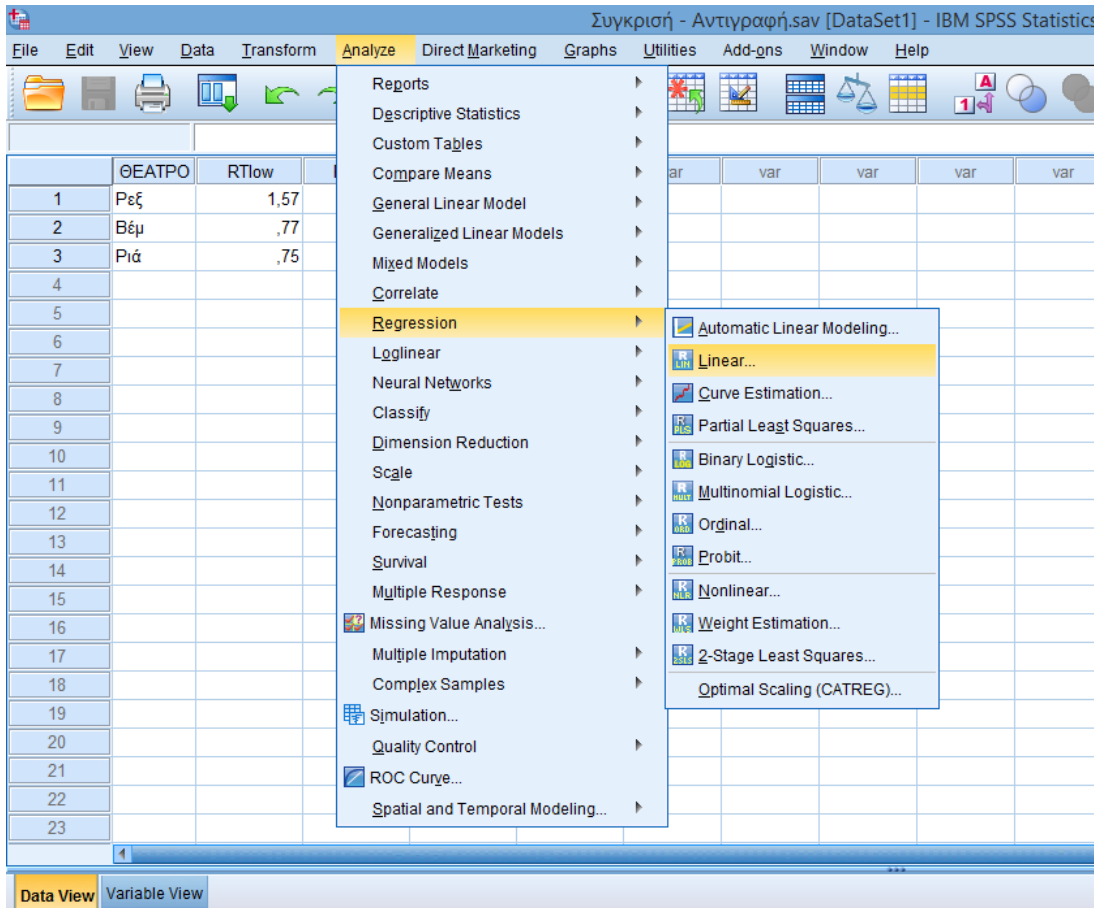 Συγκρισή - Αντιγραφή.sav [DataSet1] - IBM SPSS Statistics
File Edit View Data Transform Analyze Direct Marketing Graphs Utilities Add-ons Window Help
Reports
Descriptive Statistics
Custom Tables
Compare Means
General Linear Model
Generalized Linear Models
Mixed Models
Correlate
Regression
Loglinear
Neural Networks
Classify
Dimension Reduction
Scale
Nonparametric Tests
Forecasting
Survival
Multiple Response
Missing Value Analysis...
Multiple Imputation
Complex Samples
Simulation...
Quality Control
ROC Curve...
Spatial and Temporal Modeling...
Automatic Linear Modeling...
Linear...
Curve Estimation...
Partial Least Squares...
Binary Logistic...
Multinomial Logistic...
Ordinal...
Probit...
Nonlinear...
Weight Estimation...
2-Stage Least Squares...
Optimal Scaling (CATREG)...
ΘΕΑΤΡΟ RTlow var var var var
1 Ρεξ 1,57
2 Βέμ ,77
3 Ριά ,75
4
5
6
7
8
9
10
11
12
13
14
15
16
17
18
19
20
21
22
23
Data View Variable View